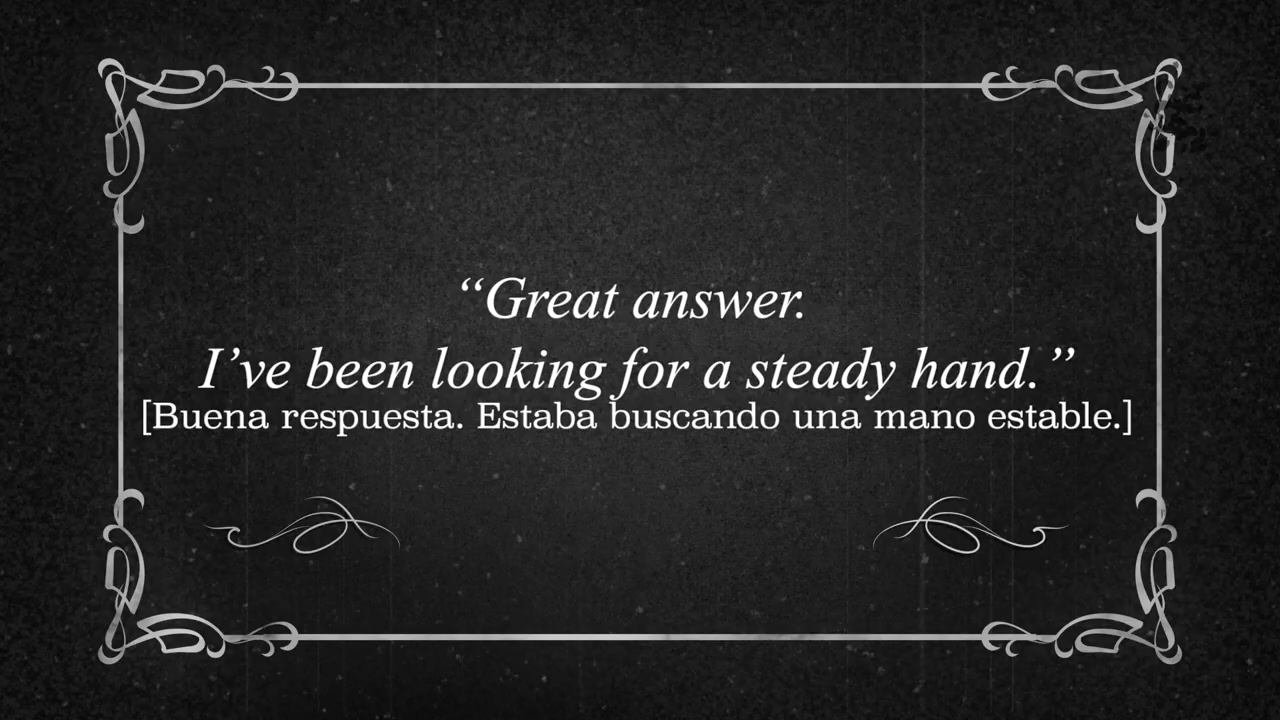 “Great answer.
I’ve been looking for a steady hand.”
[Buena respuesta. Estaba buscando una mano estable.]